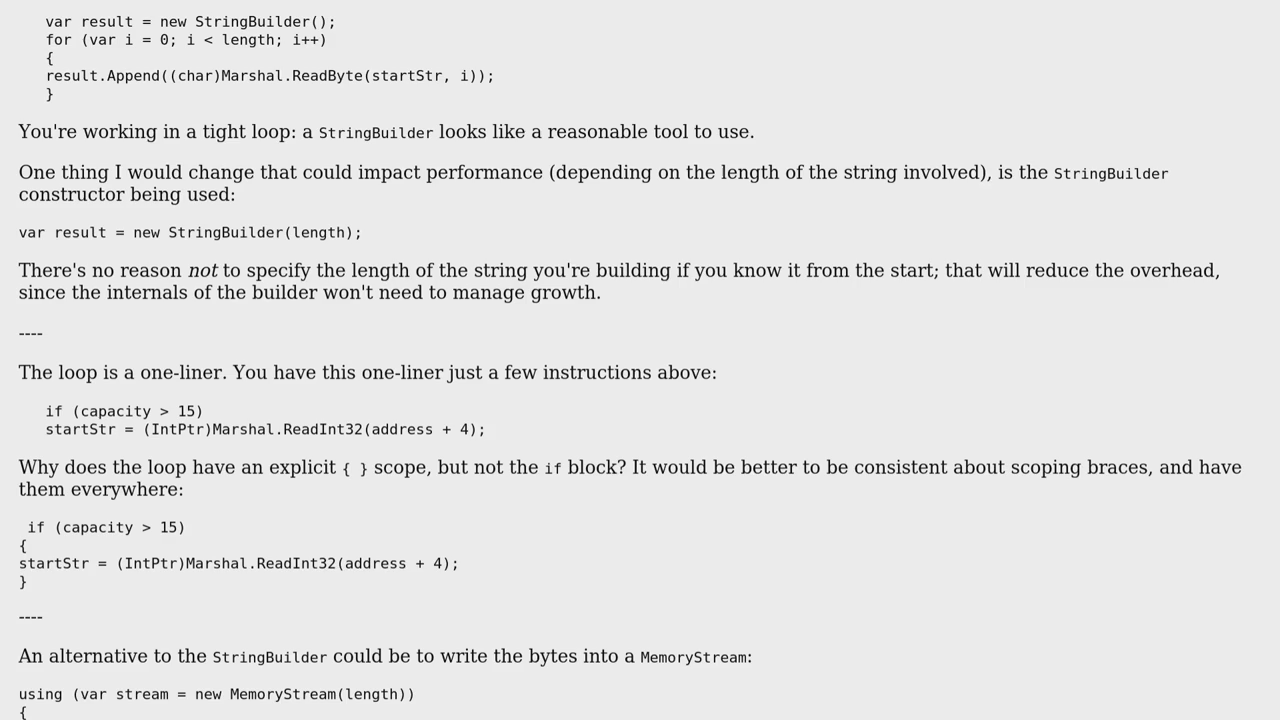 var result = new StringBuilder();
for (var i = 0; i < length; i++)
{
result.Append((char)Marshal.ReadByte(startStr, i));
}
You're working in a tight loop: a StringBuilder looks like a reasonable tool to use.
One thing I would change that could impact performance (depending on the length of the string involved), is the StringBuilder
constructor being used:
var result = new StringBuilder(length);
There's no reason not to specify the length of the string you're building if you know it from the start; that will reduce the overhead,
since the internals of the builder won't need to manage growth.
----
The loop is a one-liner. You have this one-liner just a few instructions above:
if (capacity > 15)
startStr = (IntPtr)Marshal.ReadInt32(address + 4);
Why does the loop have an explicit { } scope, but not the if block? It would be better to be consistent about scoping braces, and have
them everywhere:
if (capacity > 15)
{
startStr = (IntPtr)Marshal.ReadInt32(address + 4);
}
----
An alternative to the StringBuilder could be to write the bytes into a MemoryStream:
using (var stream = new MemoryStream(length))
{